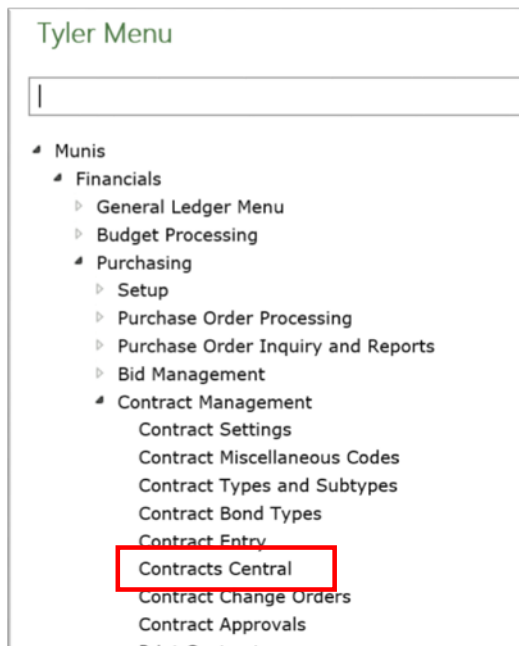 Tyler Menu
Munis
Financials
General Ledger Menu
Budget Processing
Purchasing
Setup
Purchase Order Processing
Purchase Order Inquiry and Reports
Bid Management
Contract Management
Contract Settings
Contract Miscellaneous Codes
Contract Types and Subtypes
Contract Bond Types
Contract Entry
Contracts Central
Contract Change Orders
Contract Approvals